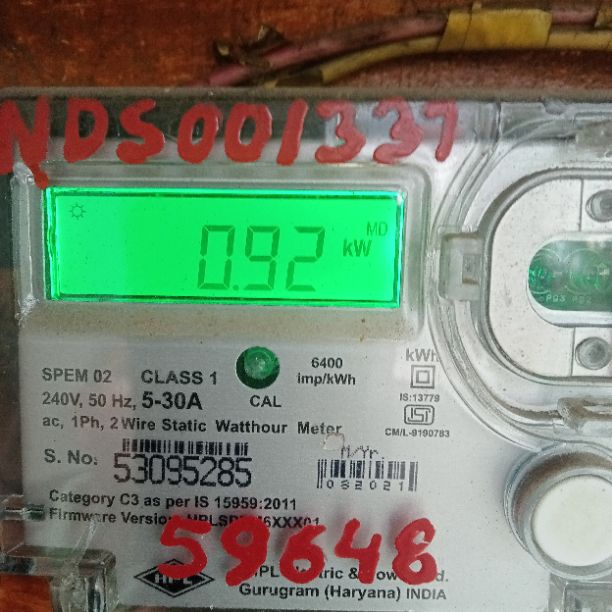 NDS001337
MD
0.92 kW
SPEM 02 CLASS 1 6400 imp/kWh kWh
240V, 50 Hz, 5-30A CAL IS:13779
ac, 1Ph, 2 Wire Static Watthour Meter CM/L-9190783
S. No: 53095285 M/Yr. 082021
Category C3 as per IS 15959:2011
Firmware Version
59648
HPL
Gurugram (Haryana) INDIA